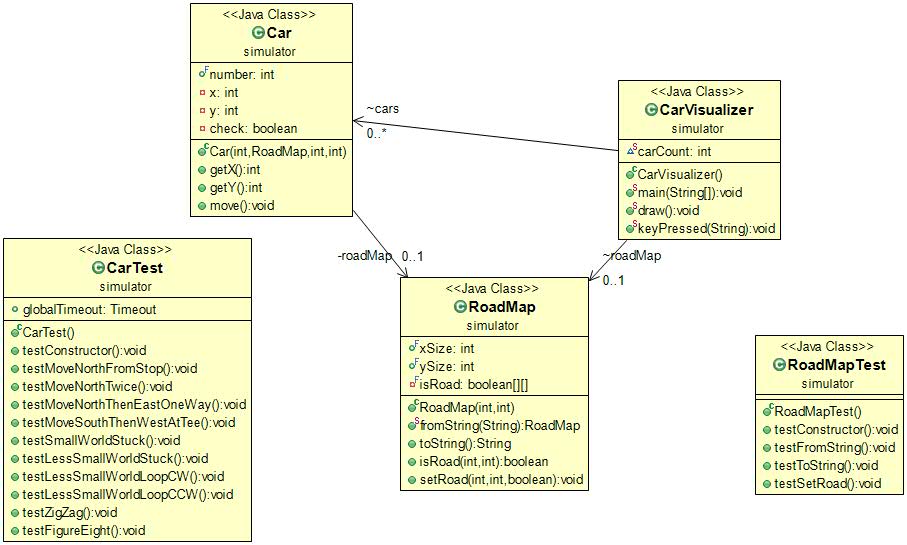 <<Java Class>>
Car
simulator
number: int
x: int
y: int
check: boolean
Car(int,RoadMap,int,int)
getX():int
getY():int
move():void
~cars
0..*
<<Java Class>>
CarVisualizer
simulator
carCount: int
CarVisualizer()
main(String[]):void
draw():void
keyPressed(String):void
-roadMap
0..1
~roadMap
0..1
<<Java Class>>
CarTest
simulator
globalTimeout: Timeout
CarTest()
testConstructor():void
testMoveNorthFromStop():void
testMoveNorthTwice():void
testMoveNorthThenEastOneWay():void
testMoveSouthThenWestAtTee():void
testSmallWorldStuck():void
testLessSmallWorldStuck():void
testLessSmallWorldLoopCW():void
testLessSmallWorldLoopCCW():void
testZigZag():void
testFigureEight():void
<<Java Class>>
RoadMap
simulator
xSize: int
ySize: int
isRoad: boolean[][]
RoadMap(int,int)
fromString(String):RoadMap
toString():String
isRoad(int,int):boolean
setRoad(int,int,boolean):void
<<Java Class>>
RoadMapTest
simulator
RoadMapTest()
testConstructor():void
testFromString():void
testToString():void
testSetRoad():void